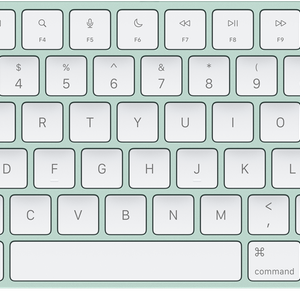 F4 F5 F6 F7 F8 F9
$ % ^ & * (
4 5 6 7 8 9
R T Y U I O
D F G H J K L
C V B N M <
,
⌘
command